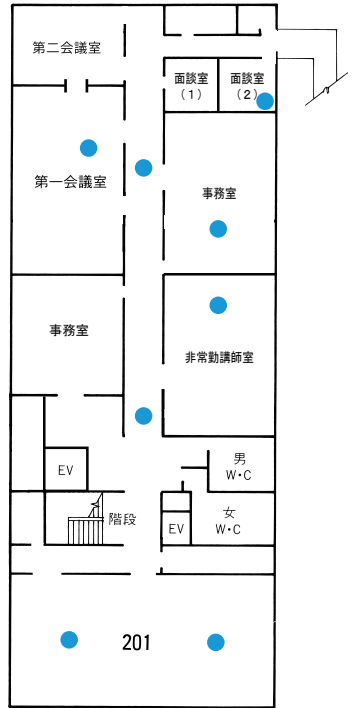 第二会議室
面談室
(1)
面談室
(2)
第一会議室
事務室
事務室
非常勤講師室
EV
男
W・C
階段
EV
女
W・C
201